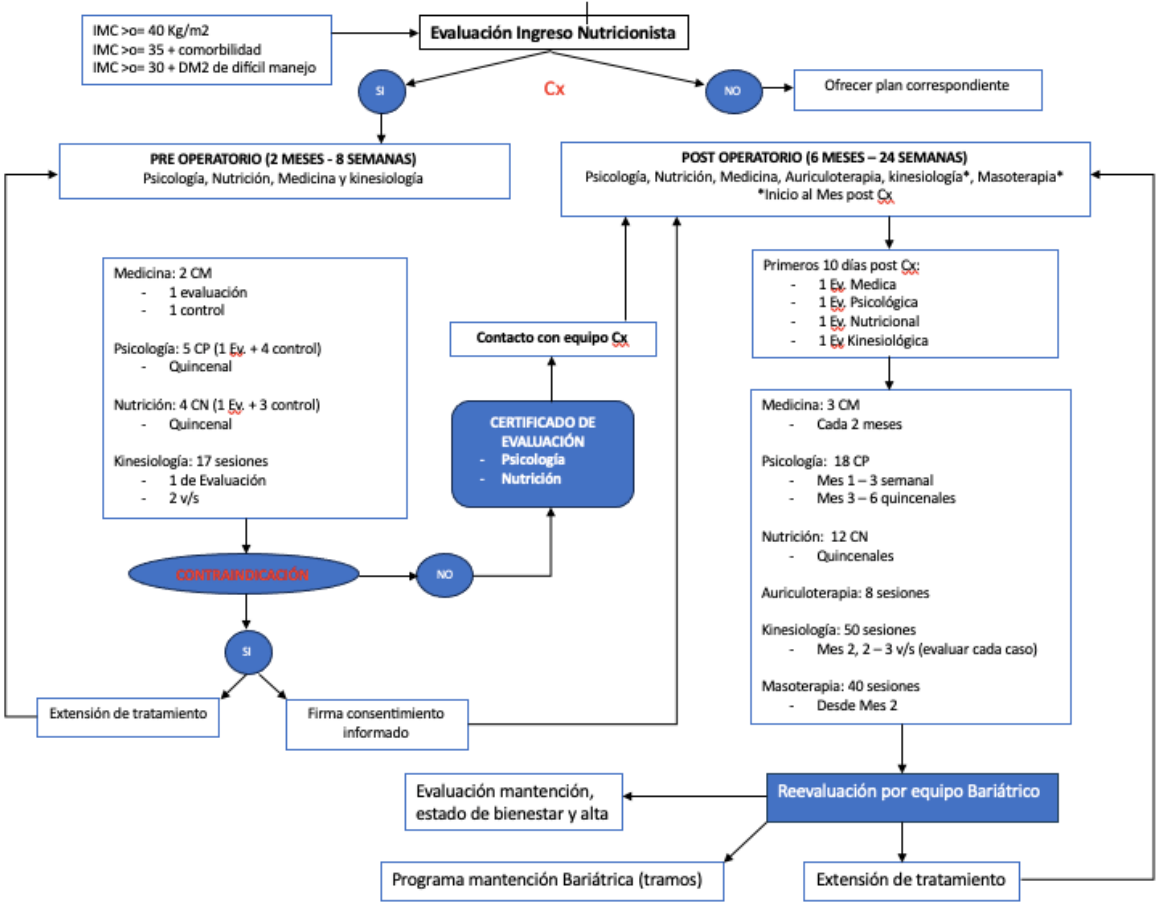 IMC >o= 40 Kg/m2
IMC >o= 35 + comorbilidad
IMC >o= 30 + DM2 de difícil manejo
Evaluación Ingreso Nutricionista
SI
Cx
NO
Ofrecer plan correspondiente
PRE OPERATORIO (2 MESES - 8 SEMANAS)
Psicología, Nutrición, Medicina y kinesiología
POST OPERATORIO (6 MESES – 24 SEMANAS)
Psicología, Nutrición, Medicina, Auriculoterapia, kinesiología*, Masoterapia*
*Inicio al Mes post Cx
Medicina: 2 CM
- 1 evaluación
- 1 control
Psicología: 5 CP (1 Ev. + 4 control)
- Quincenal
Nutrición: 4 CN (1 Ev. + 3 control)
- Quincenal
Kinesiología: 17 sesiones
- 1 de Evaluación
- 2 v/s
CONTRAINDICACIÓN
NO
SI
Extensión de tratamiento
Firma consentimiento
informado
CERTIFICADO DE
EVALUACIÓN
- Psicología
- Nutrición
Contacto con equipo Cx
Primeros 10 días post Cx:
- 1 Ev. Medica
- 1 Ev. Psicológica
- 1 Ev. Nutricional
- 1 Ev Kinesiológica
Medicina: 3 CM
- Cada 2 meses
Psicología: 18 CP
- Mes 1 – 3 semanal
- Mes 3 – 6 quincenales
Nutrición: 12 CN
- Quincenales
Auriculoterapia: 8 sesiones
Kinesiología: 50 sesiones
- Mes 2, 2 – 3 v/s (evaluar cada caso)
Masoterapia: 40 sesiones
- Desde Mes 2
Reevaluación por equipo Bariátrico
Evaluación mantención,
estado de bienestar y alta
Programa mantención Bariátrica (tramos)
Extensión de tratamiento